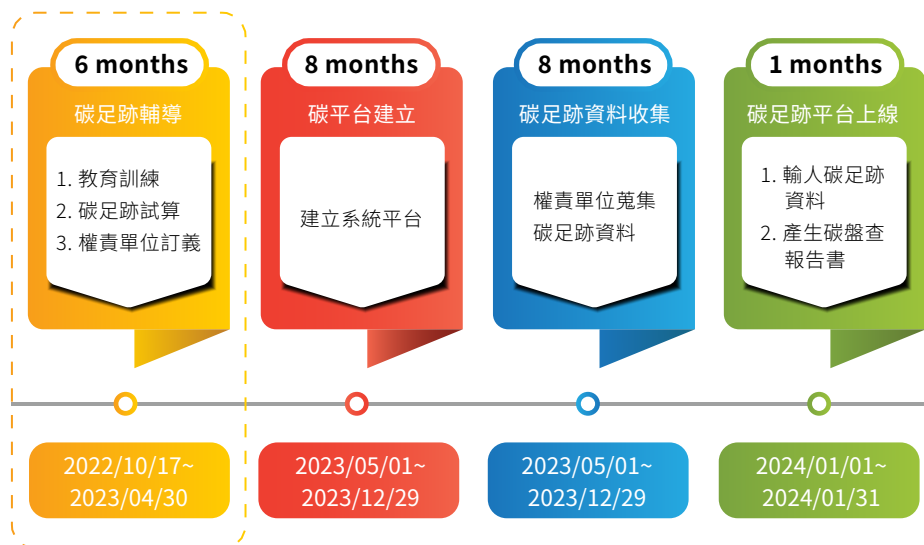 6 months
碳足跡輔導
1. 教育訓練
2. 碳足跡試算
3. 權責單位訂義
2022/10/17~
2023/04/30
8 months
碳平台建立
建立系統平台
2023/05/01~
2023/12/29
8 months
碳足跡資料收集
權責單位蒐集
碳足跡資料
2023/05/01~
2023/12/29
1 months
碳足跡平台上線
1. 輸人碳足跡
資料
2. 產生碳盤查
報告書
2024/01/01~
2024/01/31